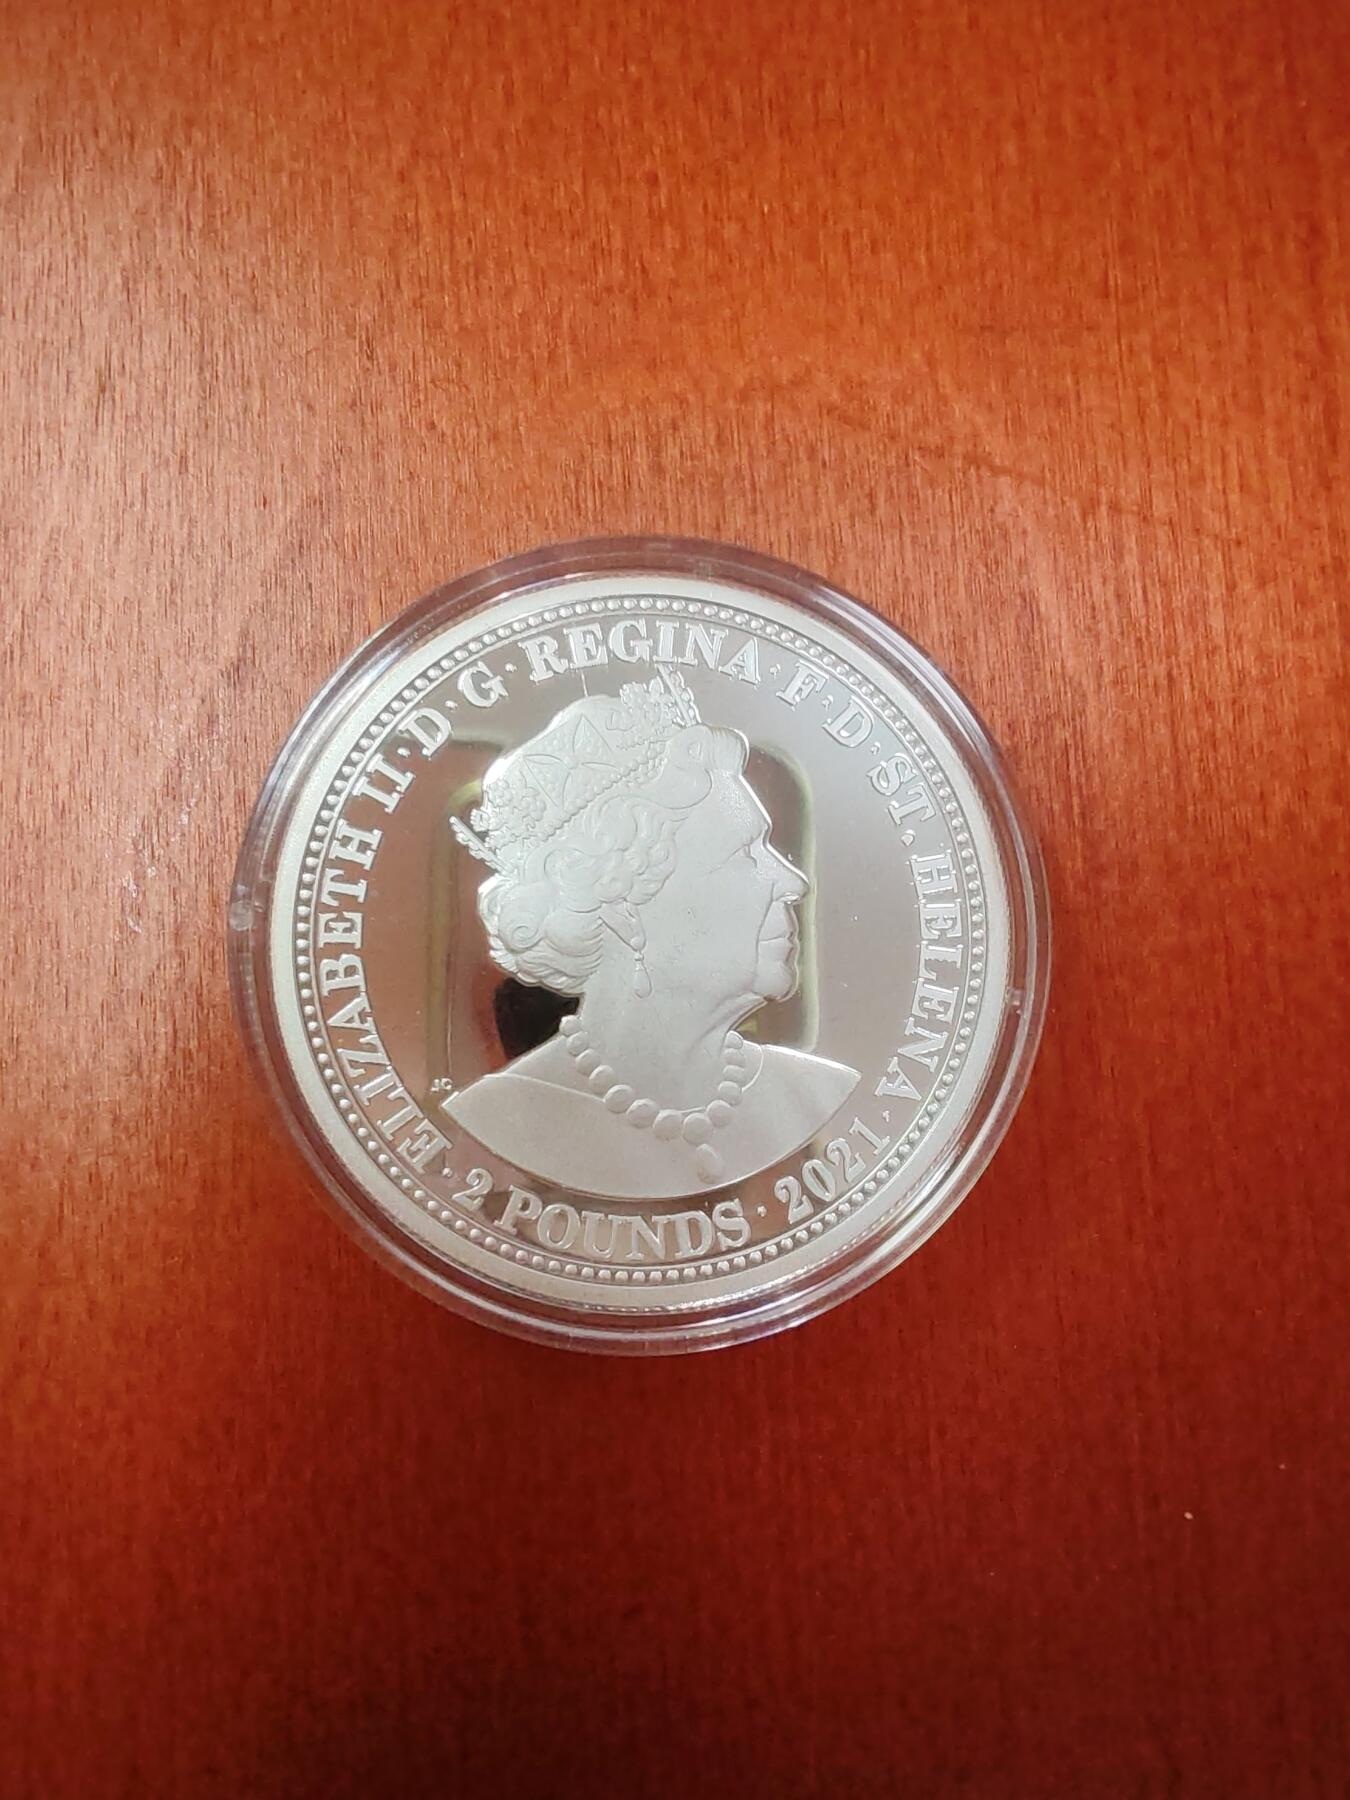 ELIZABETH II · D · G · REGINA · F · D · ST. HELENA ·
· 2 POUNDS · 2021
JC